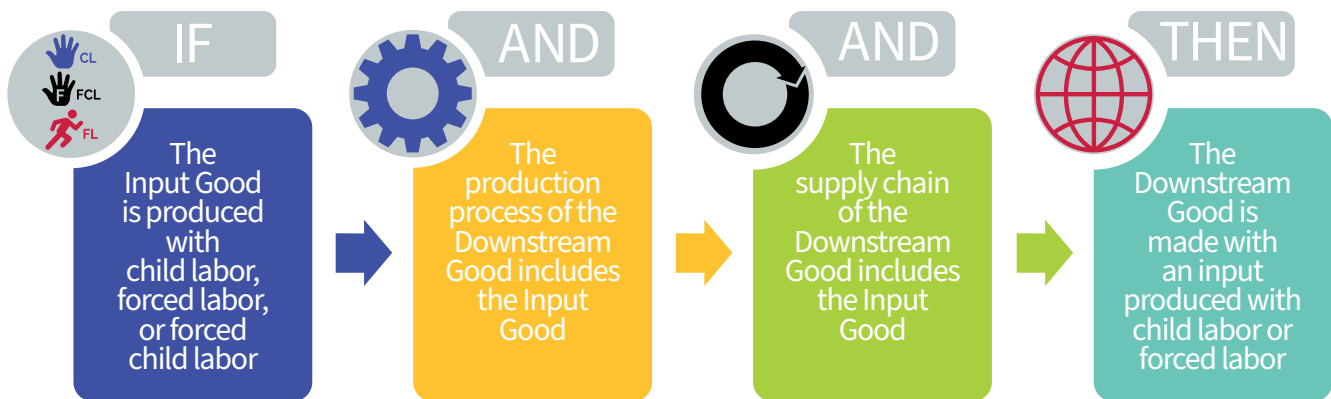 IF
CL
F
FCL
FL
The
Input Good
is produced
with
child labor,
forced labor,
or forced
child labor
AND
The
production
process of the
Downstream
Good includes
the Input
Good
AND
The
supply chain
of the
Downstream
Good includes
the Input
Good
THEN
The
Downstream
Good is
made with
an input
produced with
child labor or
forced labor